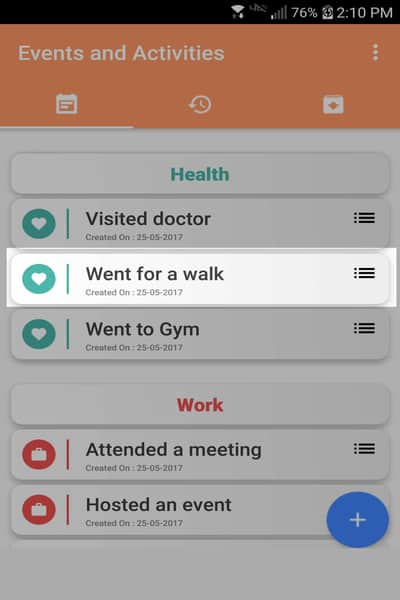 76% 2:10 PM
Events and Activities
Health
Visited doctor
Created On : 25-05-2017
Went for a walk
Created On : 25-05-2017
Went to Gym
Created On : 25-05-2017
Work
Attended a meeting
Created On : 25-05-2017
Hosted an event
Created On : 25-05-2017